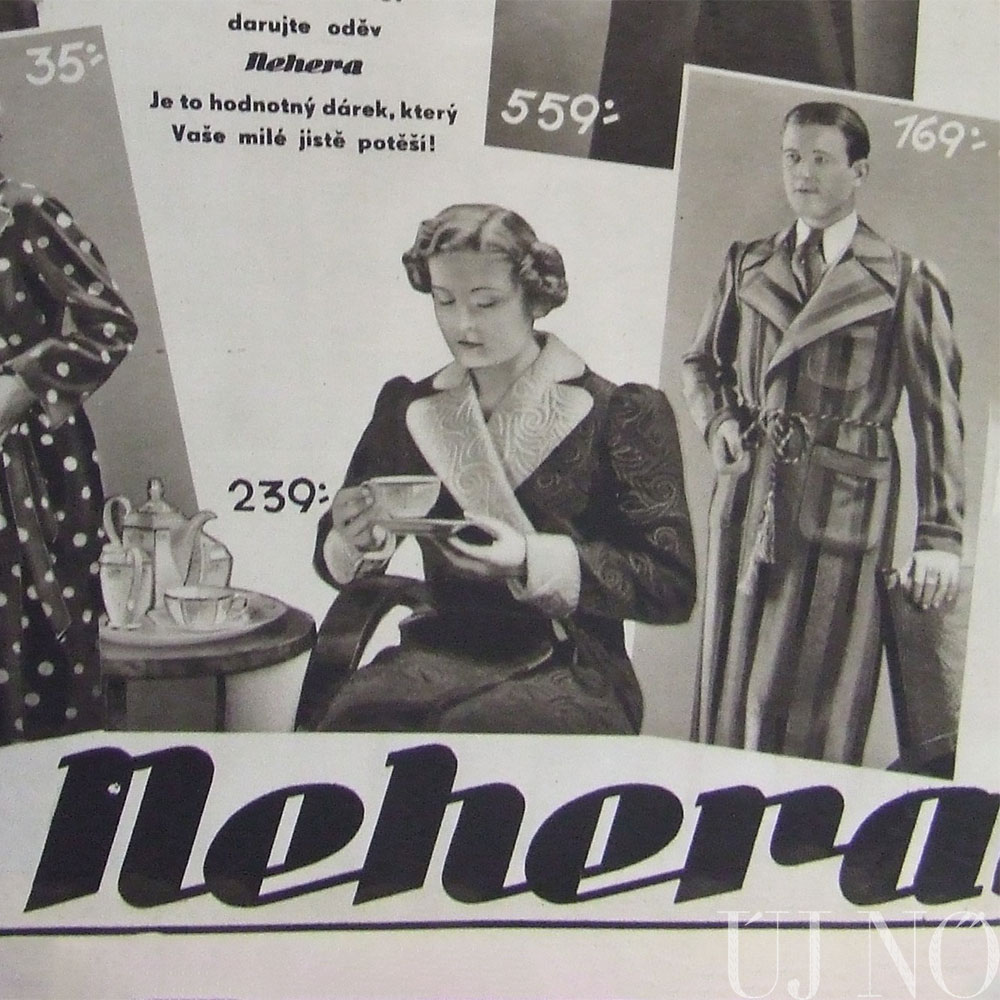 darujte oděv
Nehera
Je to hodnotný dárek, který
Vaše milé jistě potěší!
35:-
559:-
169:-
239:-
Nehera
ÚJ NŐ